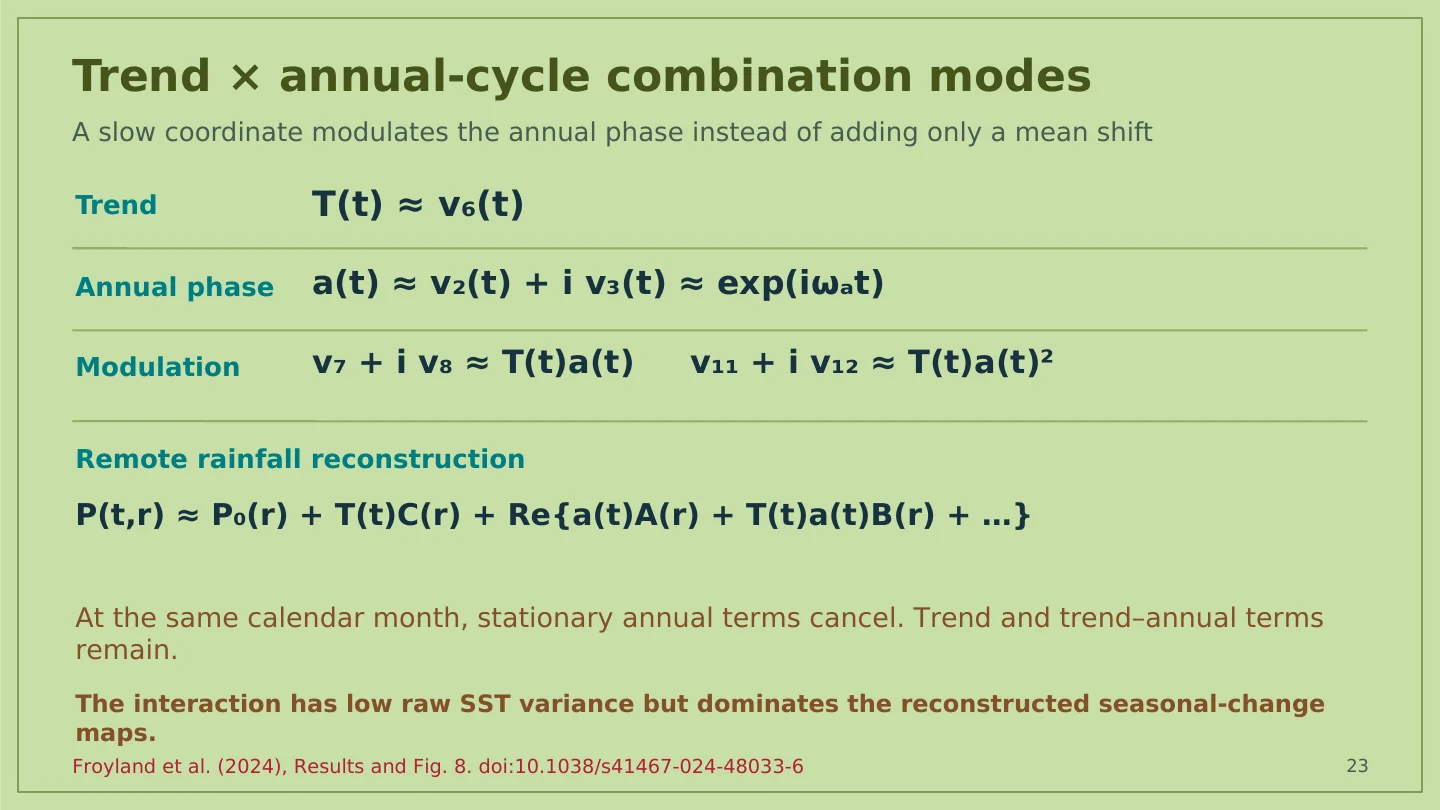 Trend × annual-cycle combination modes
A slow coordinate modulates the annual phase instead of adding only a mean shift
Trend T(t) ≈ v₆(t)
Annual phase a(t) ≈ v₂(t) + i v₃(t) ≈ exp(iωₐt)
Modulation v₇ + i v₈ ≈ T(t)a(t) v₁₁ + i v₁₂ ≈ T(t)a(t)²
Remote rainfall reconstruction
P(t,r) ≈ P₀(r) + T(t)C(r) + Re{a(t)A(r) + T(t)a(t)B(r) + …}
At the same calendar month, stationary annual terms cancel. Trend and trend–annual terms
remain.
The interaction has low raw SST variance but dominates the reconstructed seasonal-change
maps.
Froyland et al. (2024), Results and Fig. 8. doi:10.1038/s41467-024-48033-6
23